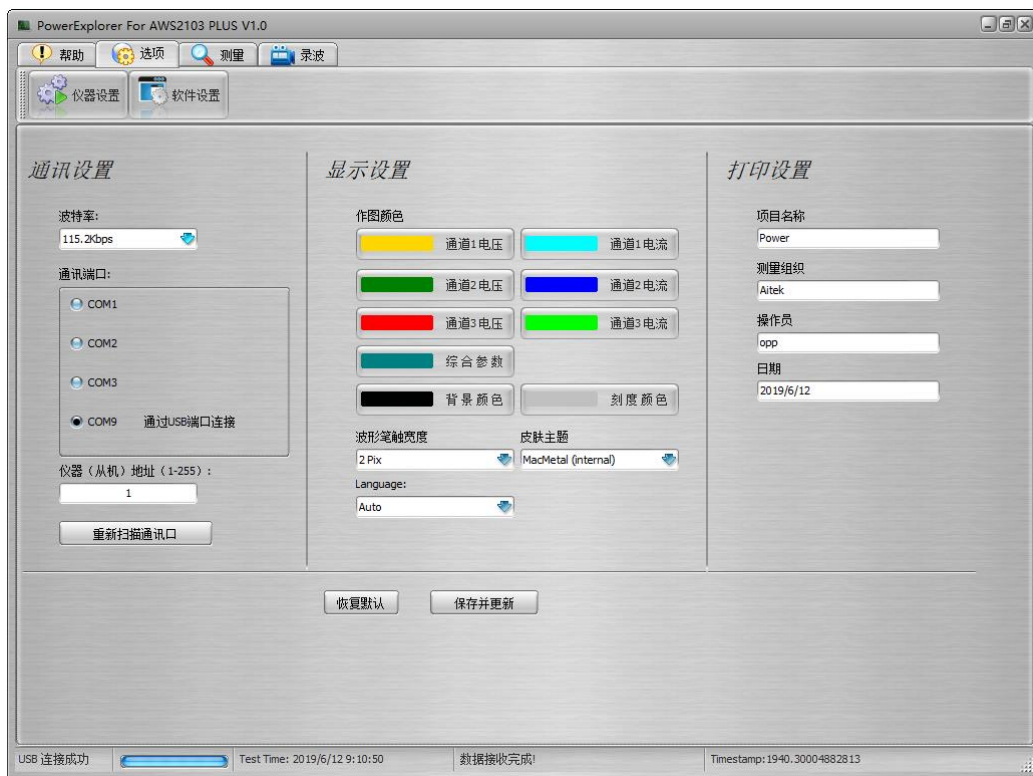 PowerExplorer For AWS2103 PLUS V1.0
帮助 选项 测量 录波
仪器设置 软件设置
通讯设置
波特率:
115.2Kbps
通讯端口:
COM1
COM2
COM3
COM9 通过USB端口连接
仪器（从机）地址（1-255）:
1
重新扫描通讯口
显示设置
作图颜色
通道1电压 通道1电流
通道2电压 通道2电流
通道3电压 通道3电流
综合参数
背景颜色 刻度颜色
波形笔触宽度 皮肤主题
2 Pix MacMetal (internal)
Language:
Auto
打印设置
项目名称
Power
测量组织
Aitek
操作员
opp
日期
2019/6/12
恢复默认 保存并更新
USB 连接成功 Test Time: 2019/6/12 9:10:50 数据接收完成! Timestamp:1940.30004882813